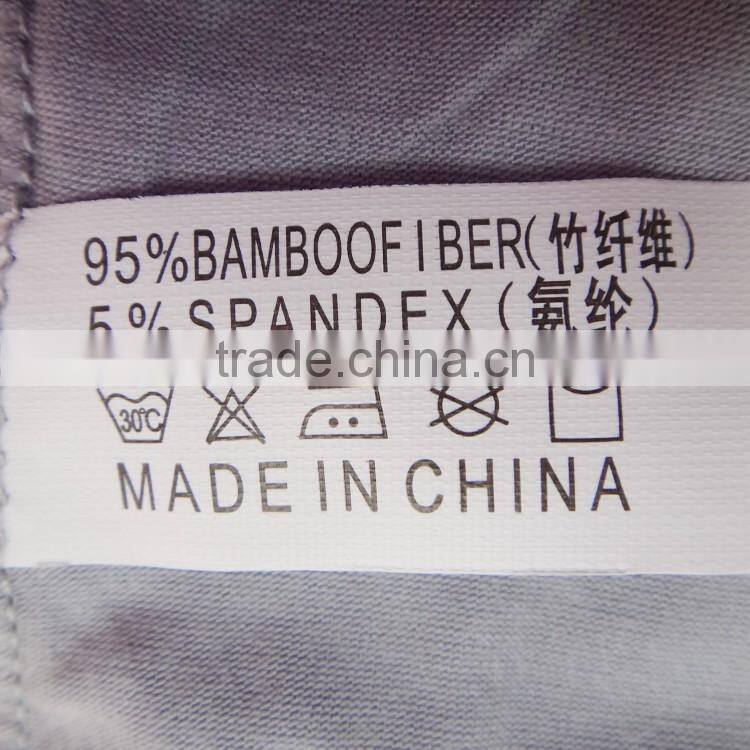 95%BAMBOOFIBER(竹纤维)
5%SPANDEX(氨纶)
trade.china.cn
30℃
MADE IN CHINA